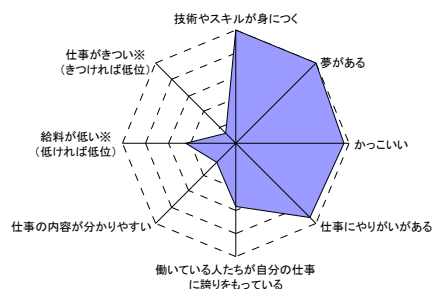 技術やスキルが身につく
夢がある
かっこいい
仕事にやりがいがある
働いている人たちが自分の仕事
に誇りをもっている
仕事の内容が分かりやすい
給料が低い※
（低ければ低位）
仕事がきつい※
（きつければ低位）